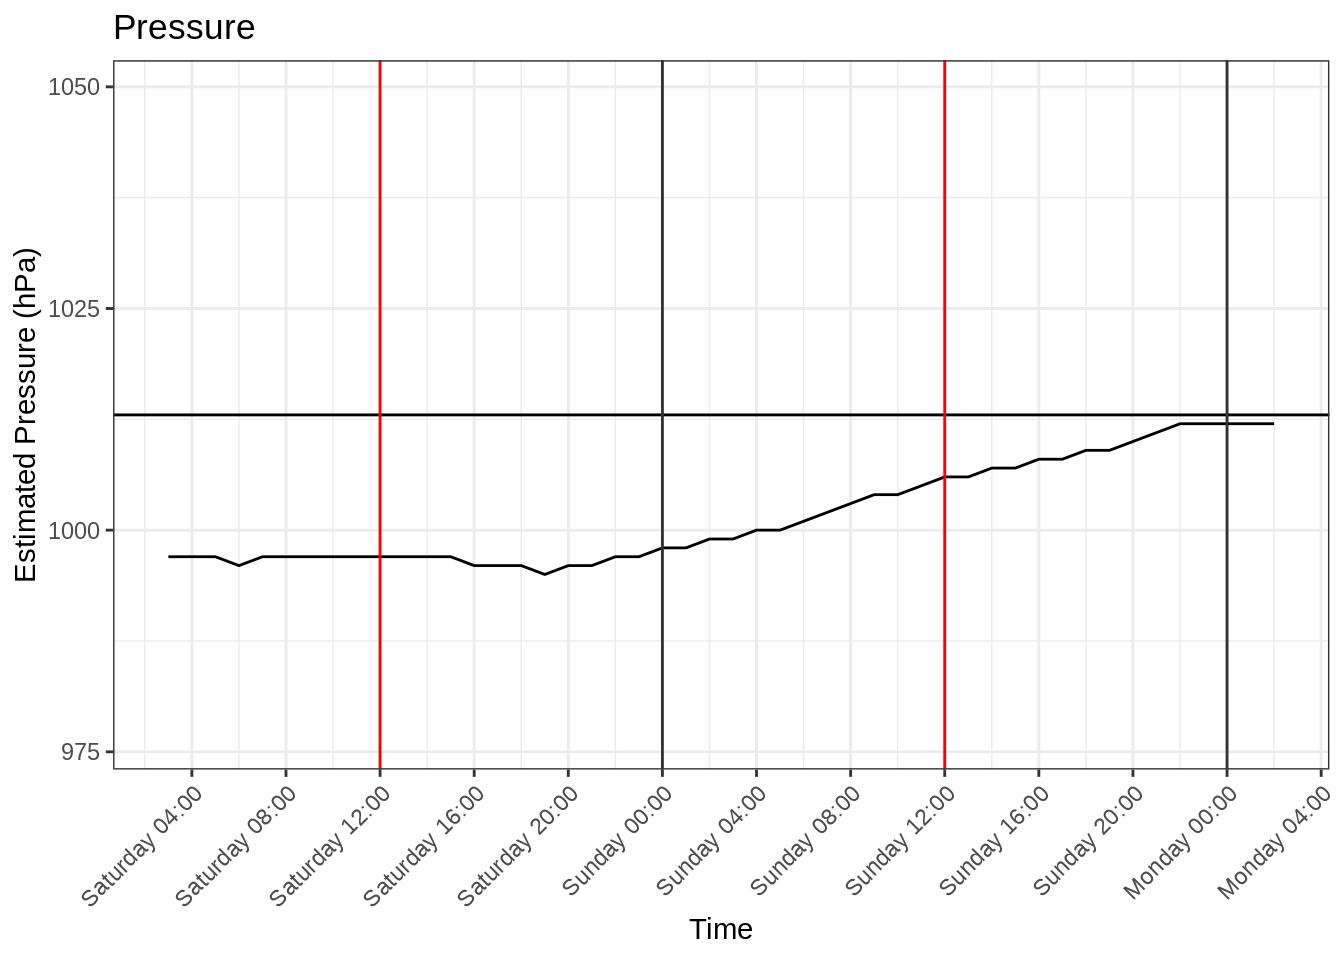 Pressure
Estimated Pressure (hPa)
1050
1025
1000
975
Saturday 04:00
Saturday 08:00
Saturday 12:00
Saturday 16:00
Saturday 20:00
Sunday 00:00
Sunday 04:00
Sunday 08:00
Sunday 12:00
Sunday 16:00
Sunday 20:00
Monday 00:00
Monday 04:00
Time